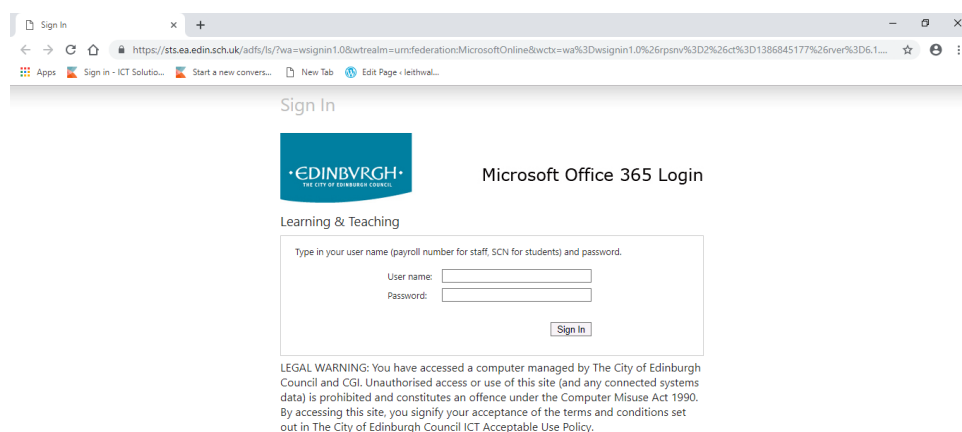 Sign In
https://sts.ea.edin.sch.uk/adfs/ls/?wa=wsignin1.0&wtrealm=urn:federation:MicrosoftOnline&wctx=wa%3Dwsignin1.0%26rpsnv%3D2%26ct%3D1386845177%26rver%3D6.1....
Apps Sign in - ICT Solutio... Start a new convers... New Tab Edit Page ‹ leithwal...
Sign In
·EDINBVRGH·
THE CITY OF EDINBURGH COUNCIL
Microsoft Office 365 Login
Learning & Teaching
Type in your user name (payroll number for staff, SCN for students) and password.
User name:
Password:
Sign In
LEGAL WARNING: You have accessed a computer managed by The City of Edinburgh
Council and CGI. Unauthorised access or use of this site (and any connected systems
data) is prohibited and constitutes an offence under the Computer Misuse Act 1990.
By accessing this site, you signify your acceptance of the terms and conditions set
out in The City of Edinburgh Council ICT Acceptable Use Policy.